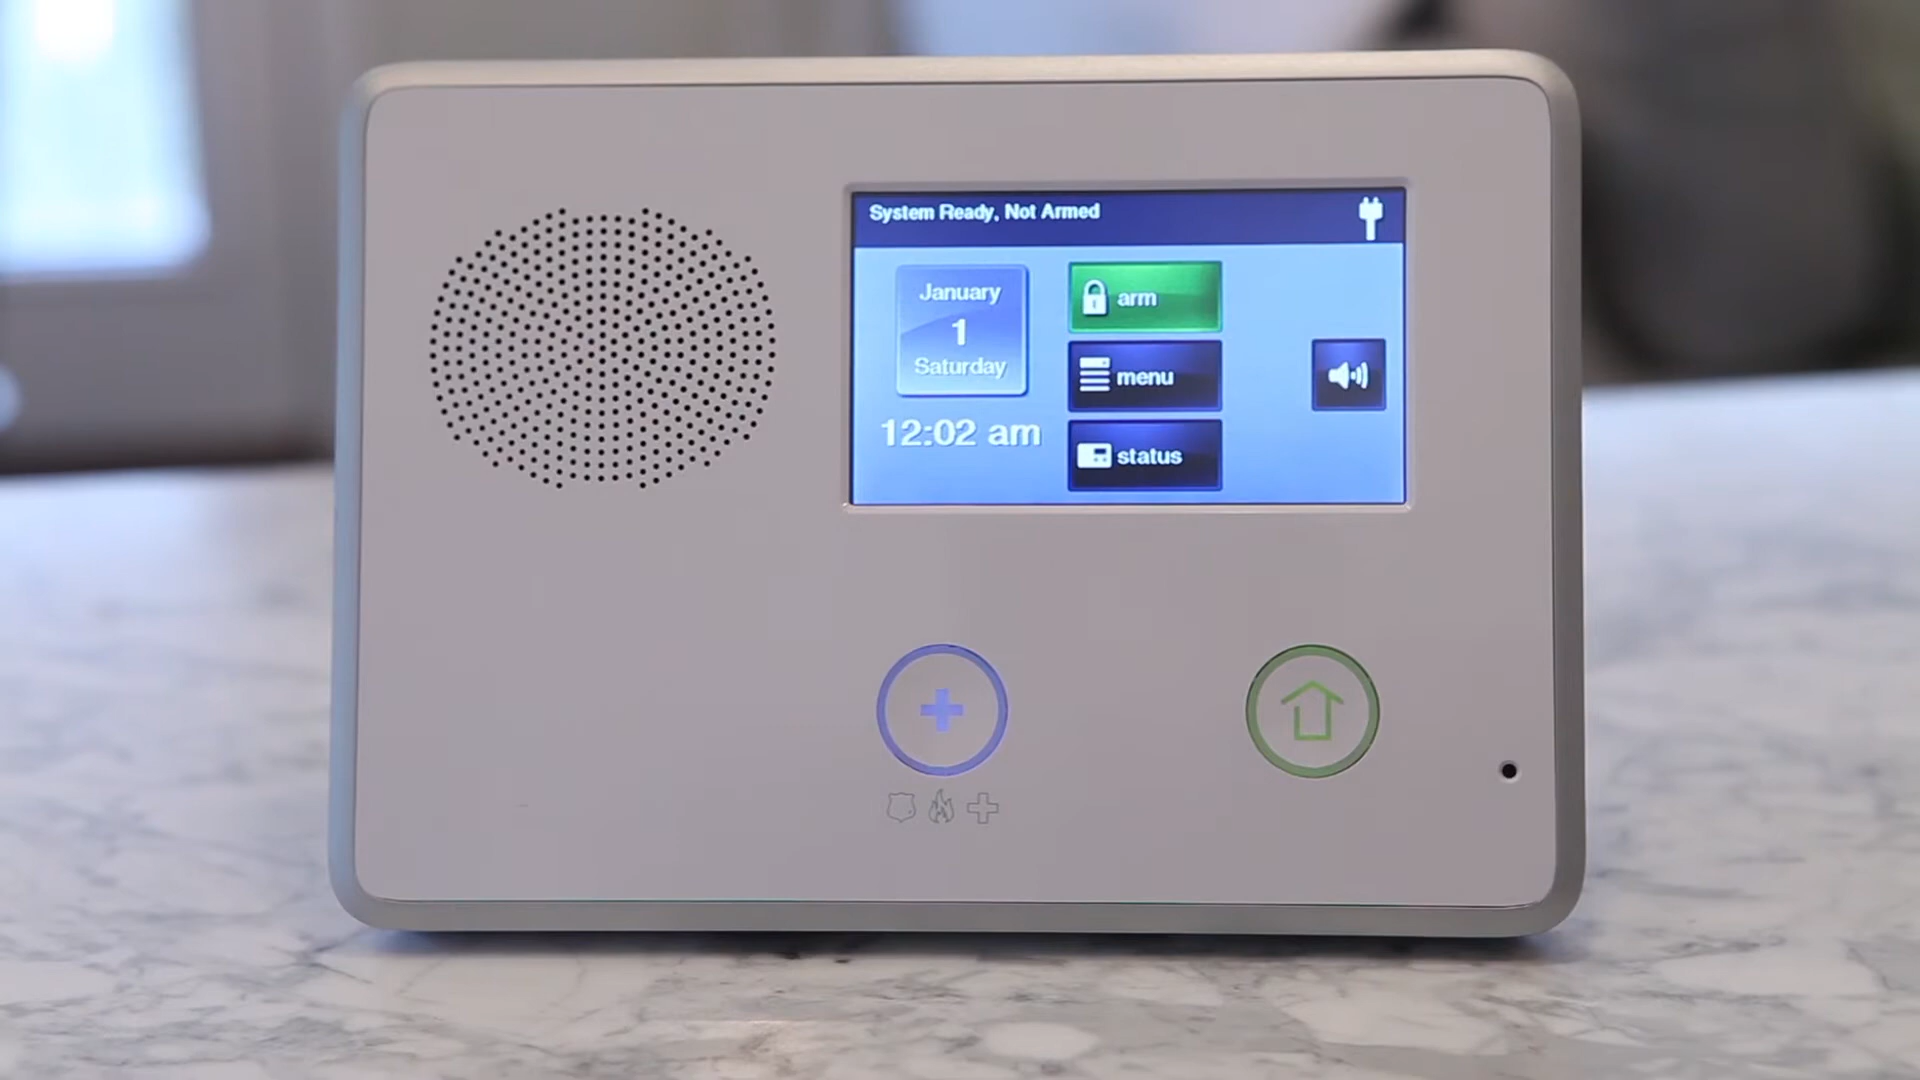 System Ready, Not Armed
January
1
Saturday
12:02 am
arm
menu
status